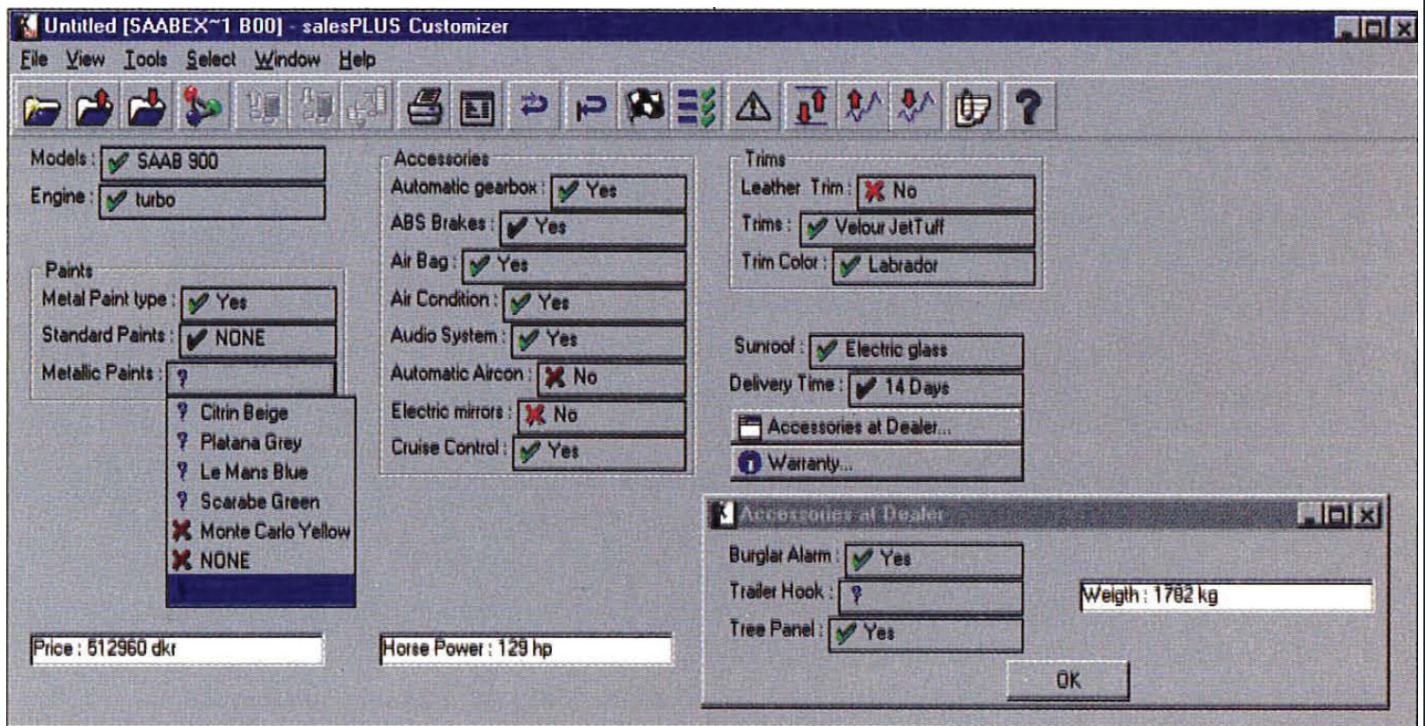 Untitled [SAABEX~1 B00] - salesPLUS Customizer
File View Tools Select Window Help
Models : SAAB 900
Engine : turbo
Paints
Metal Paint type : Yes
Standard Paints : NONE
Metallic Paints : ?
? Citrin Beige
? Platana Grey
? Le Mans Blue
? Scarabe Green
Monte Carlo Yellow
NONE
Price : 512960 dkr
Accessories
Automatic gearbox : Yes
ABS Brakes : Yes
Air Bag : Yes
Air Condition : Yes
Audio System : Yes
Automatic Aircon : No
Electric mirrors : No
Cruise Control : Yes
Horse Power : 129 hp
Trims
Leather Trim : No
Trims : Velour JetTuff
Trim Color : Labrador
Sunroof : Electric glass
Delivery Time : 14 Days
Accessories at Dealer...
Warranty...
Accessories at Dealer
Burglar Alarm : Yes
Trailer Hook : ?
Tree Panel : Yes
Weigth : 1782 kg
OK